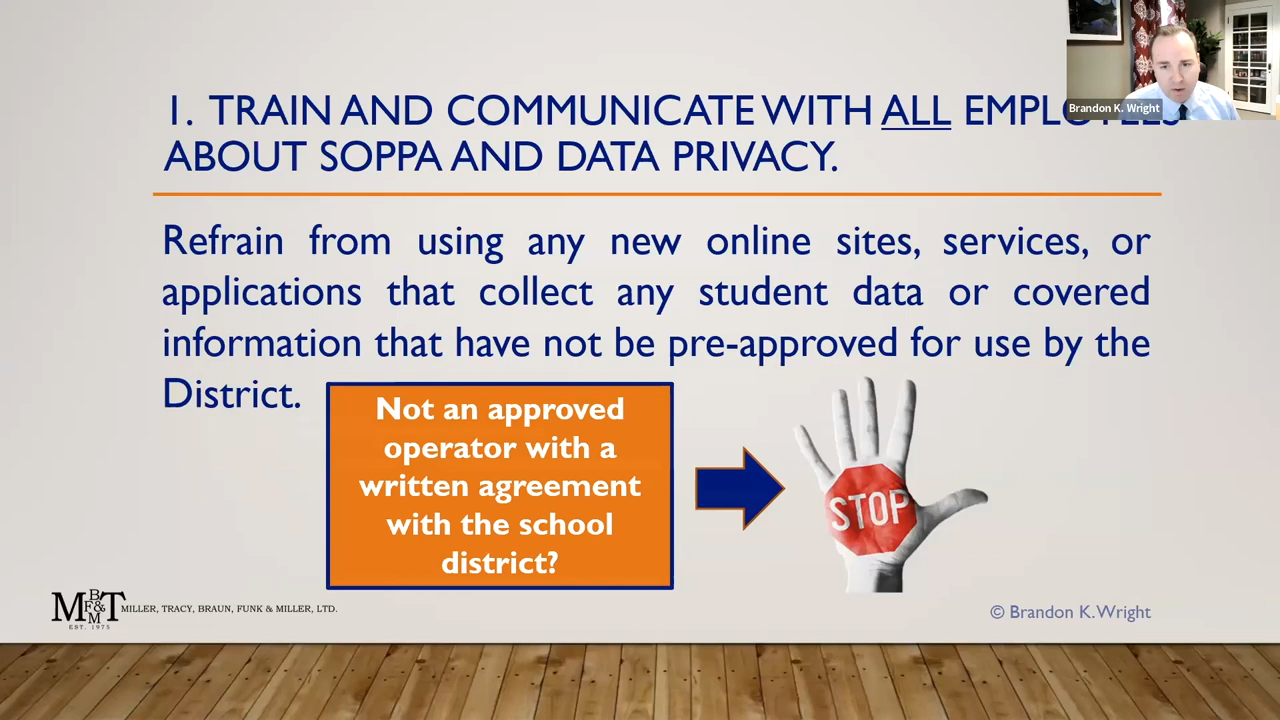 1. TRAIN AND COMMUNICATE WITH ALL EMPLOYEES
ABOUT SOPPA AND DATA PRIVACY.
Brandon K. Wright
Refrain from using any new online sites, services, or
applications that collect any student data or covered
information that have not be pre-approved for use by the
District.
Not an approved
operator with a
written agreement
with the school
district?
STOP
MBF&MT
EST. 1975
MILLER, TRACY, BRAUN, FUNK & MILLER, LTD.
© Brandon K. Wright